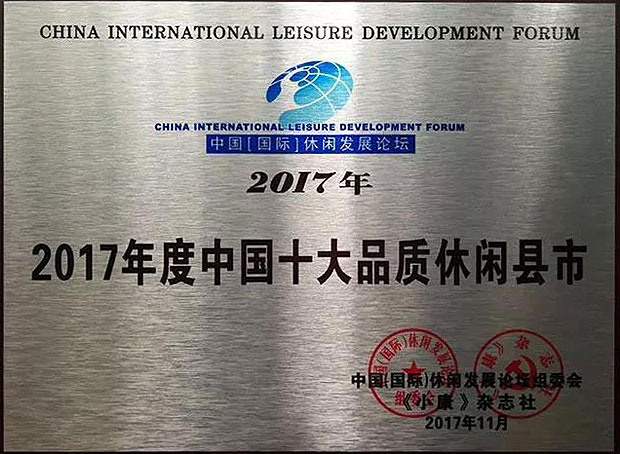 CHINA INTERNATIONAL LEISURE DEVELOPMENT FORUM
CHINA INTERNATIONAL LEISURE DEVELOPMENT FORUM
中国[国际]休闲发展论坛
2017年
2017年度中国十大品质休闲县市
中国(国际)休闲发展论坛组委会
《小康》杂志社
2017年11月